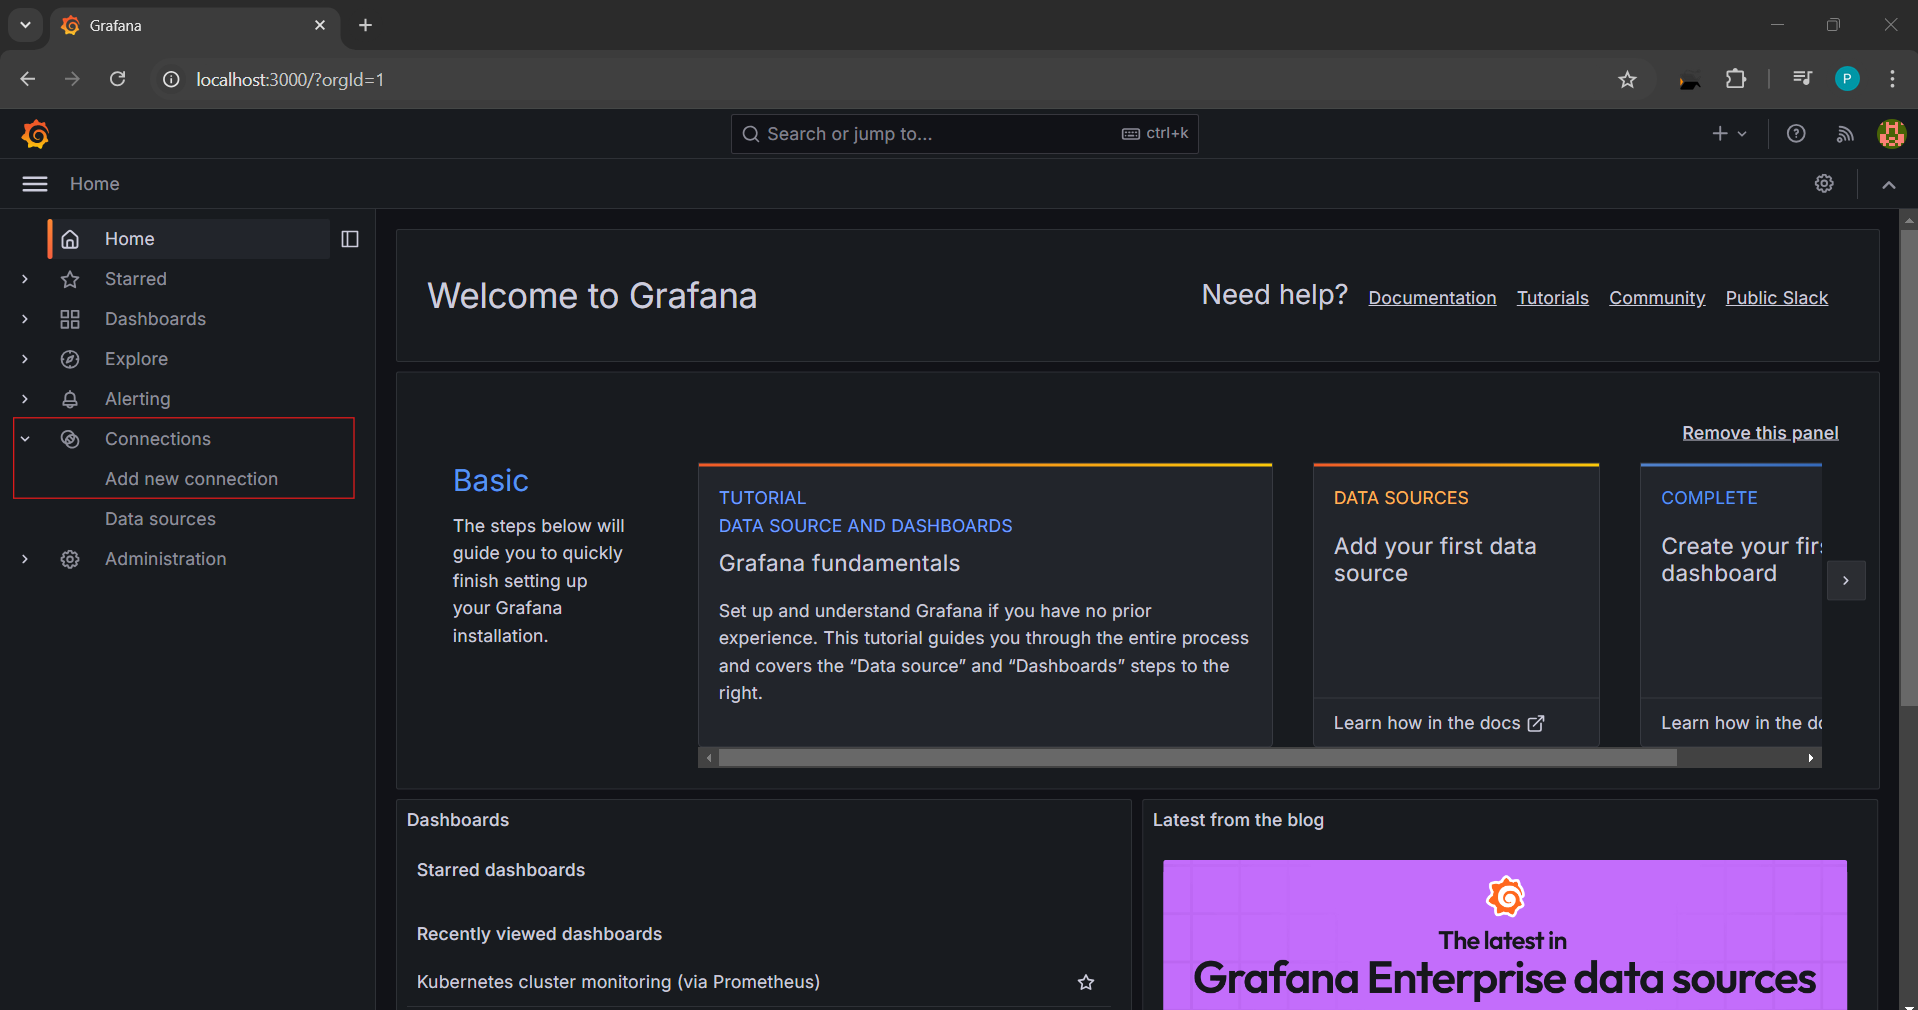 Grafana
localhost:3000/?orgId=1
P
Search or jump to...
ctrl+k
Home
Home
Starred
Dashboards
Explore
Alerting
Connections
Add new connection
Data sources
Administration
Welcome to Grafana
Need help?
Documentation
Tutorials
Community
Public Slack
Remove this panel
Basic
The steps below will
guide you to quickly
finish setting up
your Grafana
installation.
TUTORIAL
DATA SOURCE AND DASHBOARDS
Grafana fundamentals
Set up and understand Grafana if you have no prior
experience. This tutorial guides you through the entire process
and covers the “Data source” and “Dashboards” steps to the
right.
DATA SOURCES
Add your first data
source
Learn how in the docs
COMPLETE
Create your fir
dashboard
Learn how in the do
Dashboards
Starred dashboards
Recently viewed dashboards
Kubernetes cluster monitoring (via Prometheus)
Latest from the blog
The latest in
Grafana Enterprise data sources